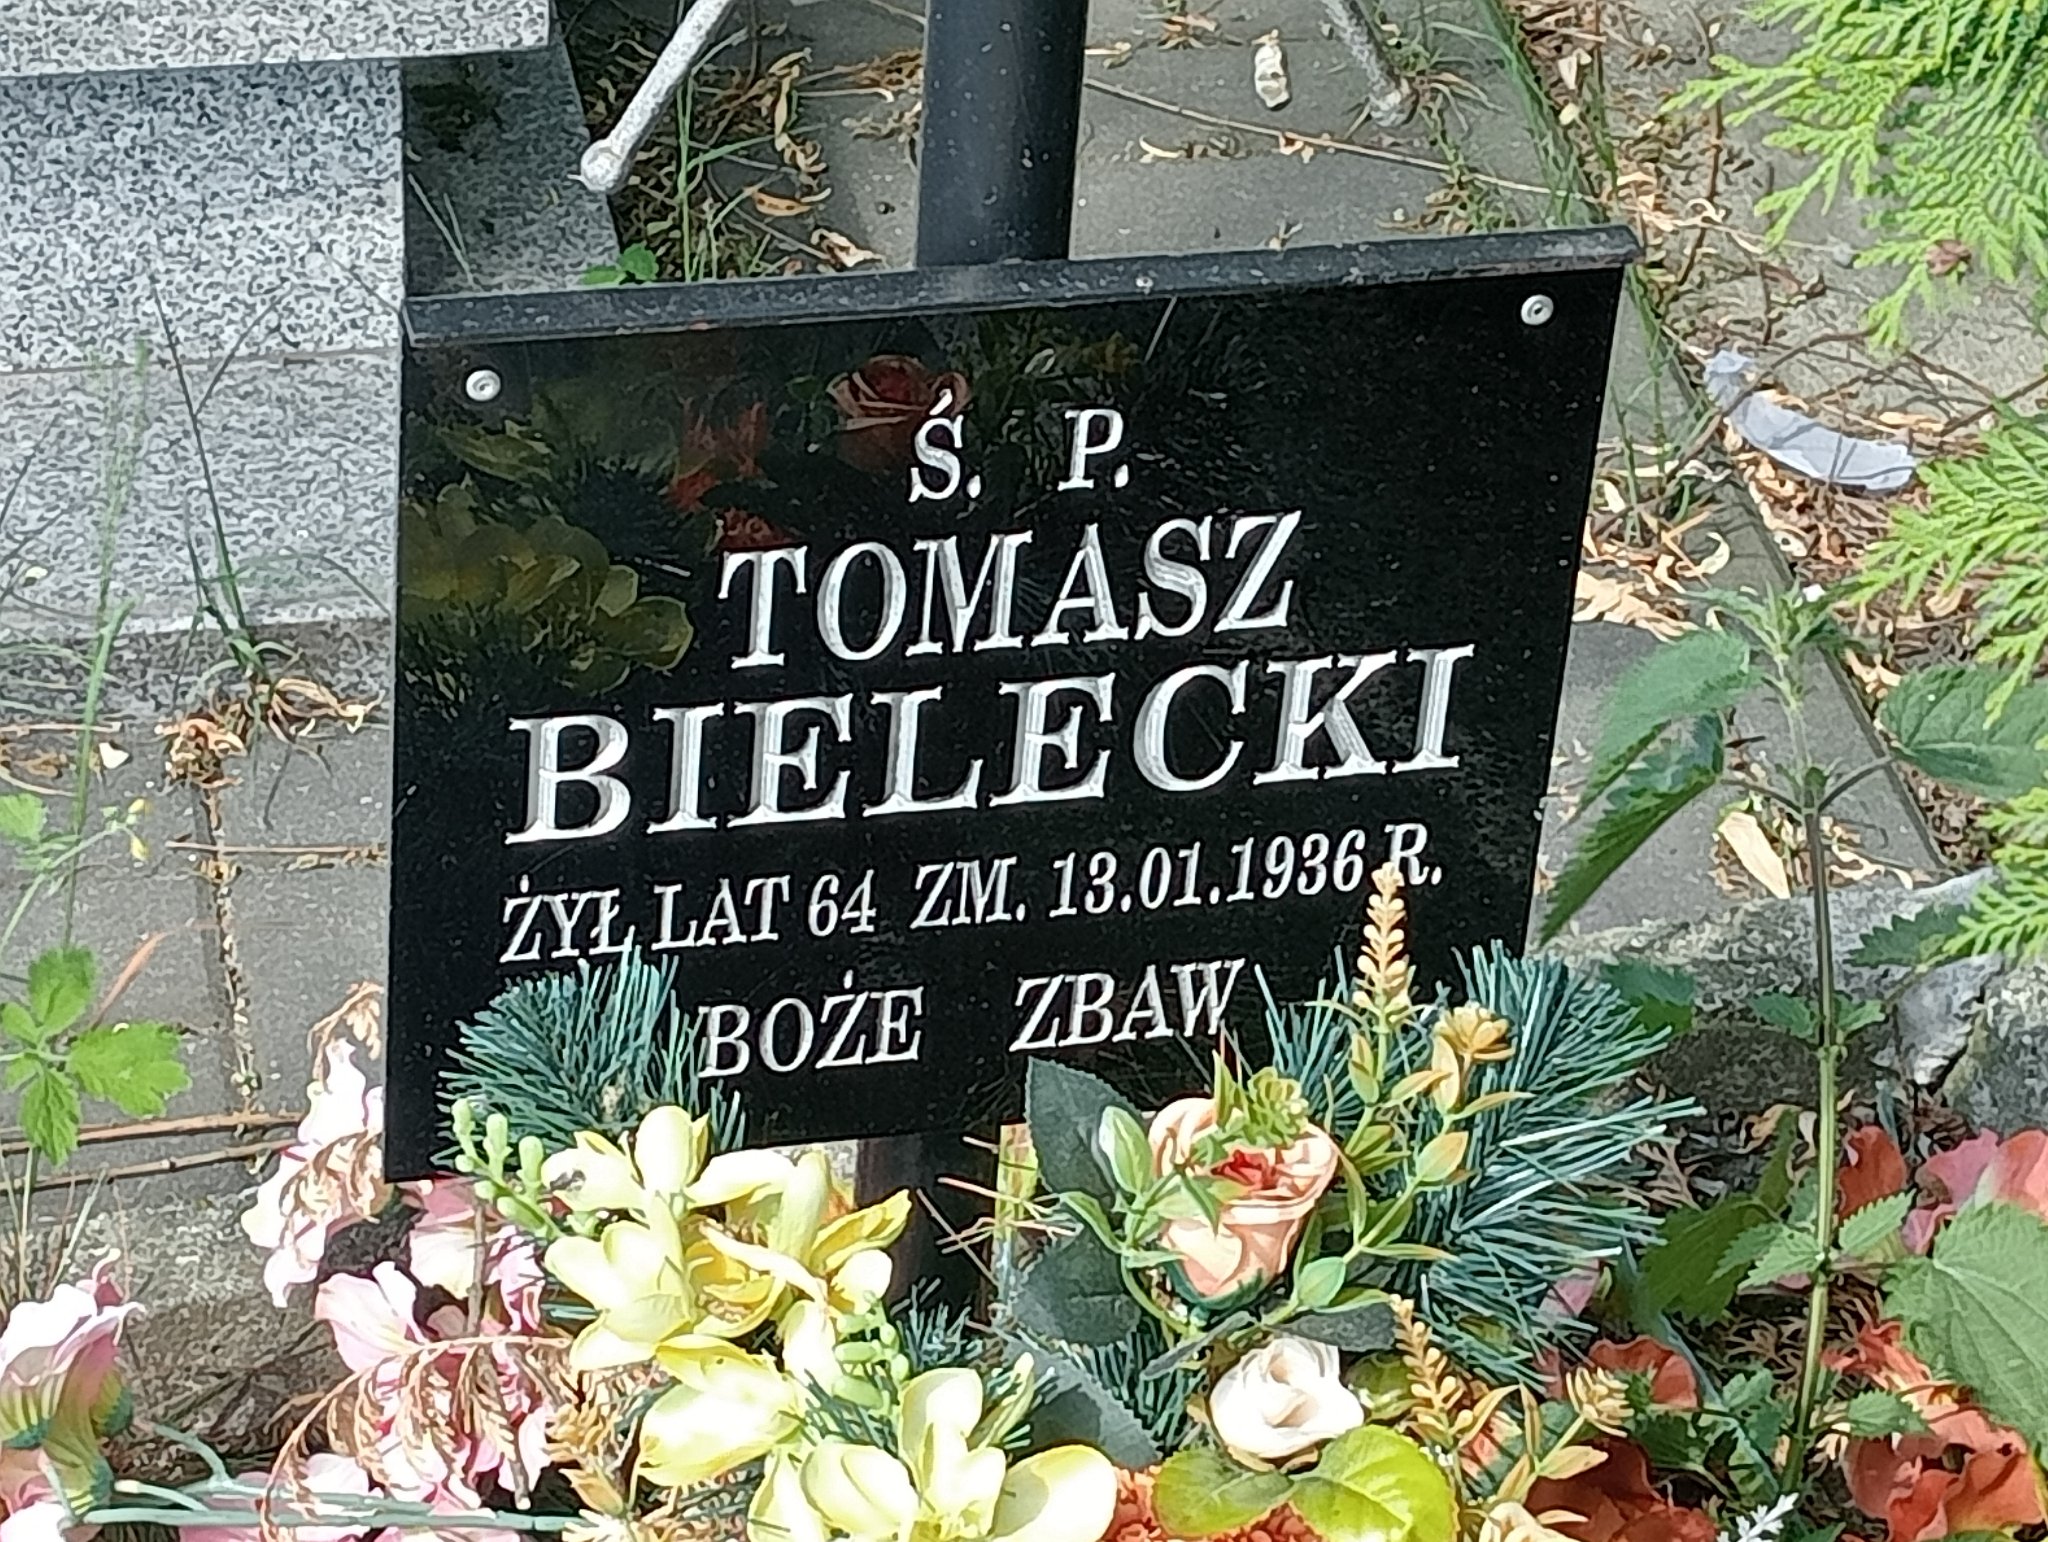 Ś. P.
TOMASZ
BIELECKI
ŻYŁ LAT 64 ZM. 13.01.1936 R.
BOŻE ZBAW